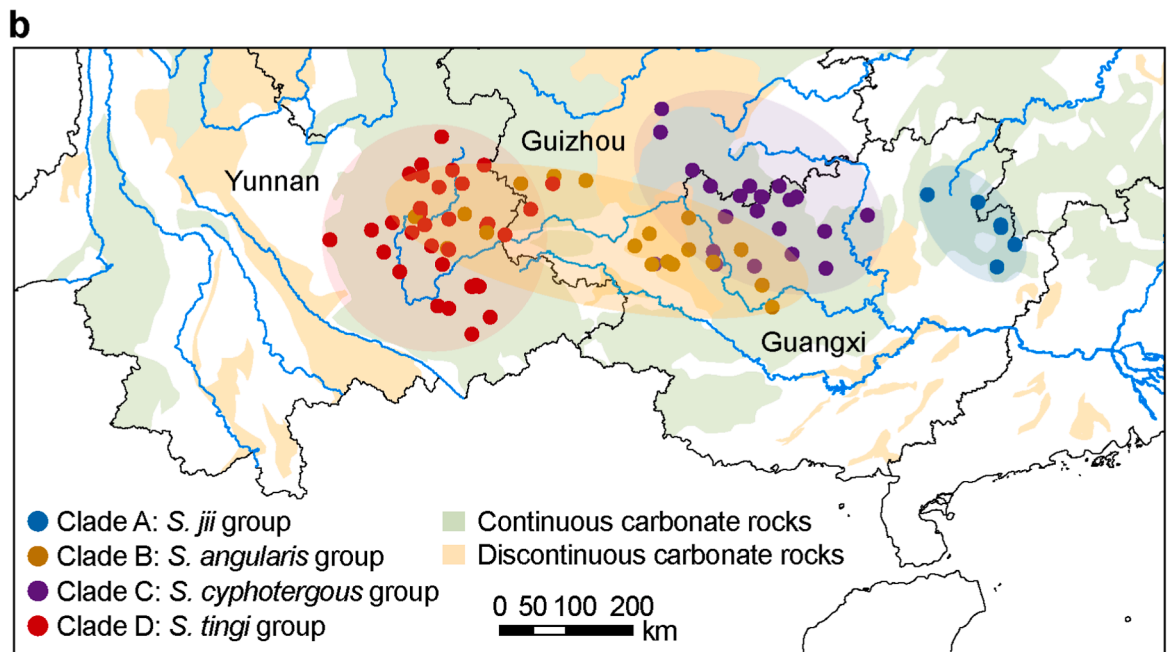 b
Guizhou
Yunnan
Guangxi
Clade A: S. jii group
Clade B: S. angularis group
Clade C: S. cyphotergous group
Clade D: S. tingi group
Continuous carbonate rocks
Discontinuous carbonate rocks
0 50 100 200
km